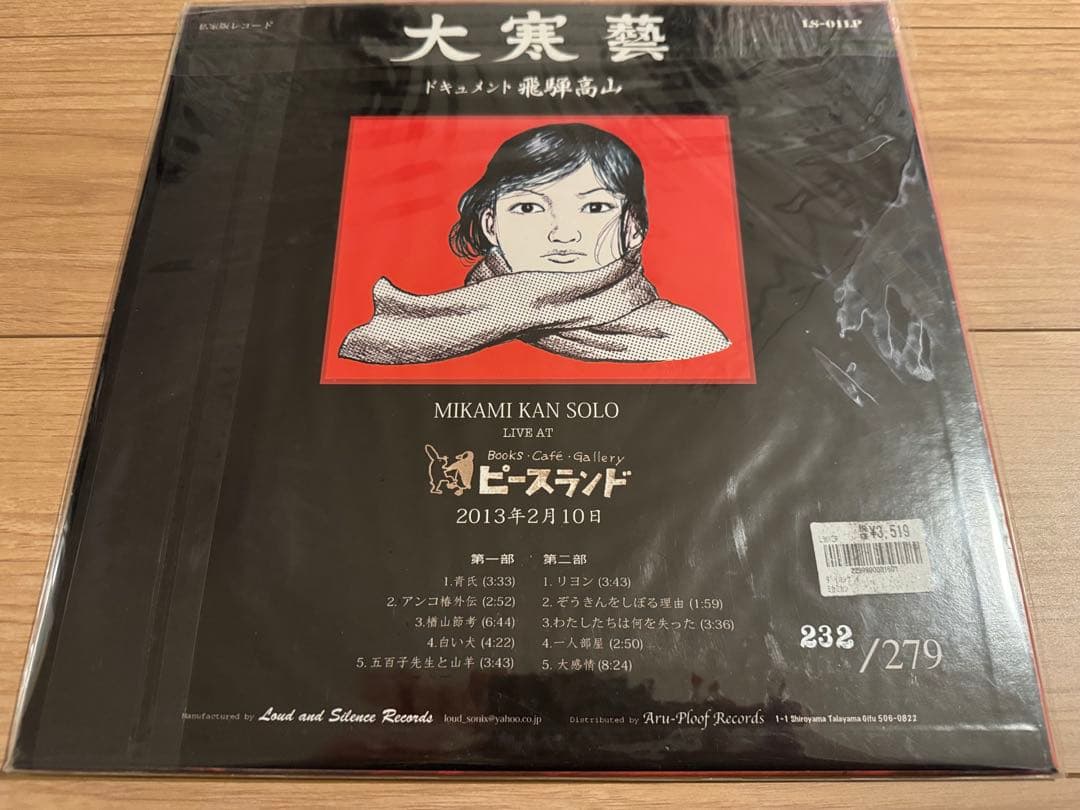 私家版レコード
LS-01LP
大寒藝
ドキュメント 飛騨高山
MIKAMI KAN SOLO
LIVE AT
Books・Café・Gallery
ピースランド
2013年2月10日
第一部
1.青氏 (3:33)
2.アンコ椿外伝 (2:52)
3.楢山節考 (6:44)
4.白い犬 (4:22)
5.五百子先生と山羊 (3:43)
第二部
1. リヨン (3:43)
2.ぞうきんをしぼる理由 (1:59)
3.わたしたちは何を失った (3:36)
4.一人部屋 (2:50)
5. 大感情 (8:24)
¥3,519
232/279
Manufactured by Loud and Silence Records loud_sonix@yahoo.co.jp
Distributed by Aru-Ploof Records 1-1 Shiroyama Talayama Gifu 506-0822